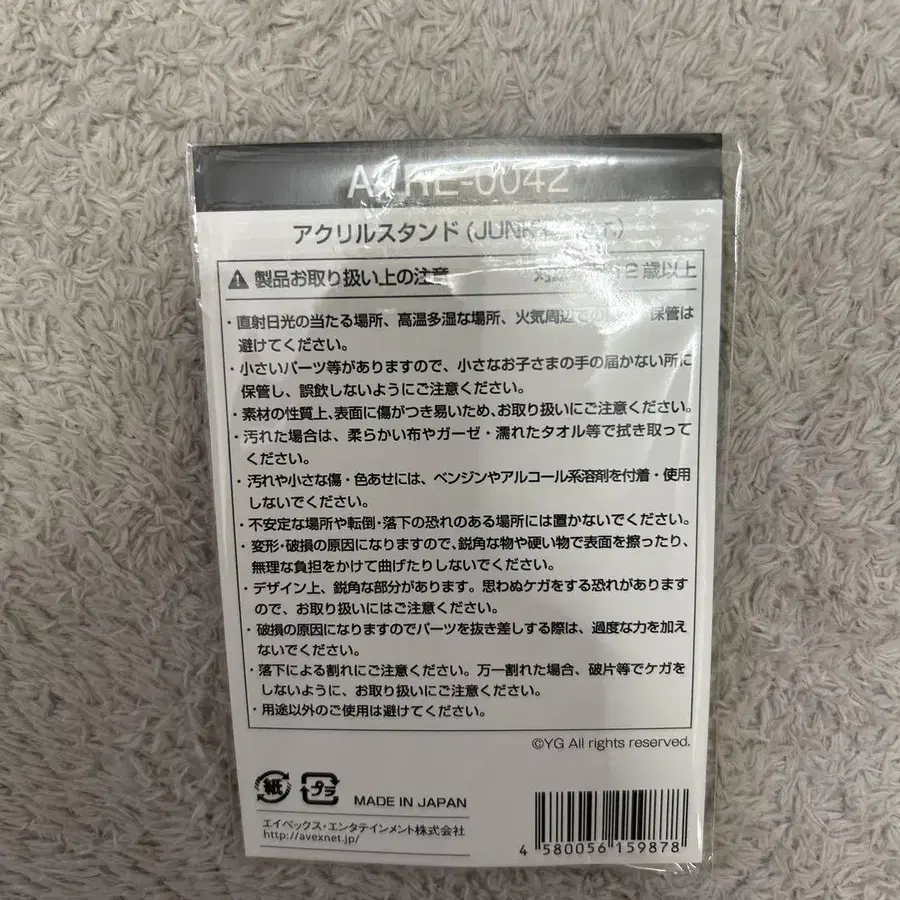 アクリルスタンド
製品お取り扱い上の注意 歳以上
・直射日光の当たる場所、高温多湿な場所、火気周辺での 保管は
避けてください。
・小さいパーツ等がありますので、小さなお子さまの手の届かない所に
保管し、誤飲しないようにご注意ください。
・素材の性質上、表面に傷がつき易いため、お取り扱いにご注意ください。
・汚れた場合は、柔らかい布やガーゼ・濡れたタオル等で拭き取って
ください。
・汚れや小さな傷・色あせには、ベンジンやアルコール系溶剤を付着・使用
しないでください。
・不安定な場所や転倒・落下の恐れのある場所には置かないでください。
・変形・破損の原因になりますので、鋭角な物や硬い物で表面を擦ったり、
無理な負担をかけて曲げたりしないでください。
・デザイン上、鋭角な部分があります。思わぬケガをする恐れがあります
ので、お取り扱いにはご注意ください。
・破損の原因になりますのでパーツを抜き差しする際は、過度な力を加え
ないでください。
・落下による割れにご注意ください。万一割れた場合、破片等でケガを
しないように、お取り扱いにご注意ください。
・用途以外のご使用は避けてください。
©YG All rights reserved.
紙 プラ MADE IN JAPAN
エイベックス・エンタテインメント株式会社
http://avexnet.jp/
4 580056 159878